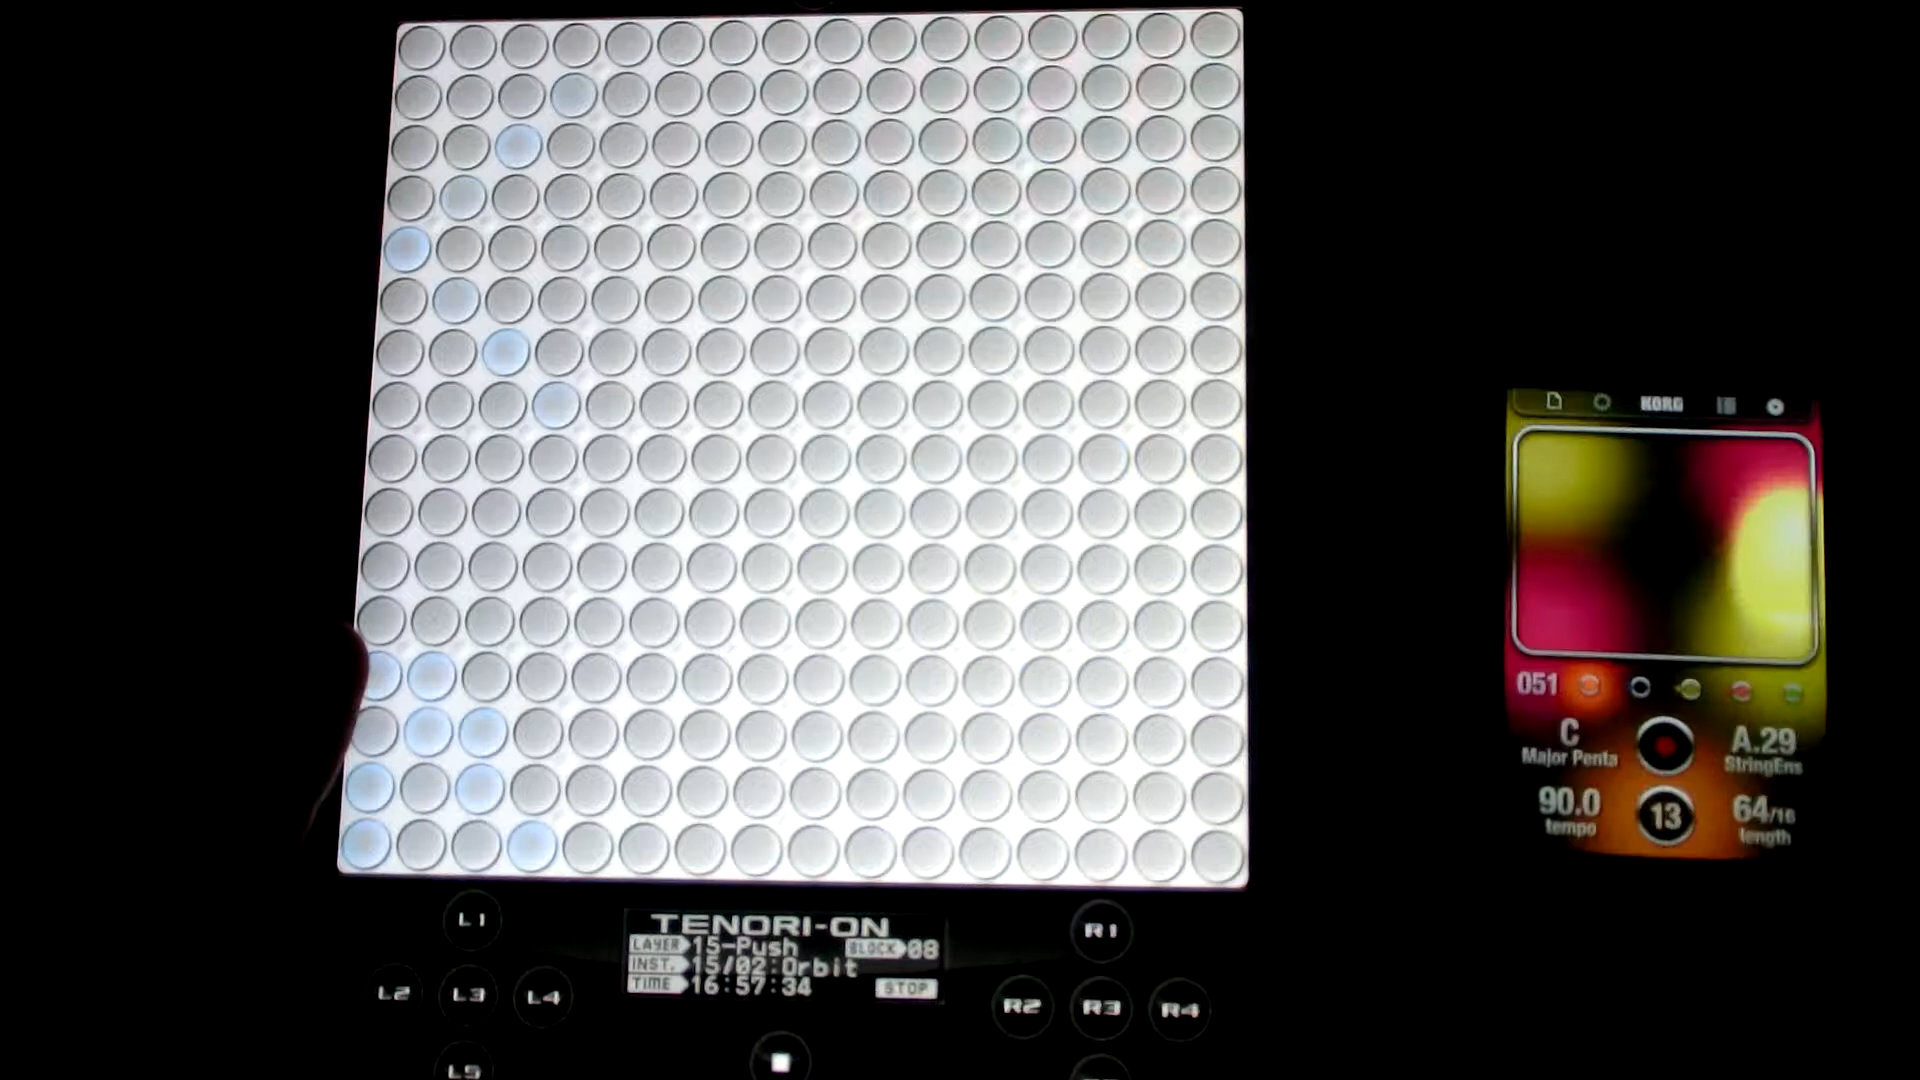 KORG
051
C
Major Penta
A.29
StringEns
90.0
tempo
13
64/16
length
L1
TENORI-ON
R1
LAYER 15-Push BLOCK 08
INST. 15/02:Orbit
TIME 16:57:34 STOP
L2 L3 L4
R2 R3 R4
L5